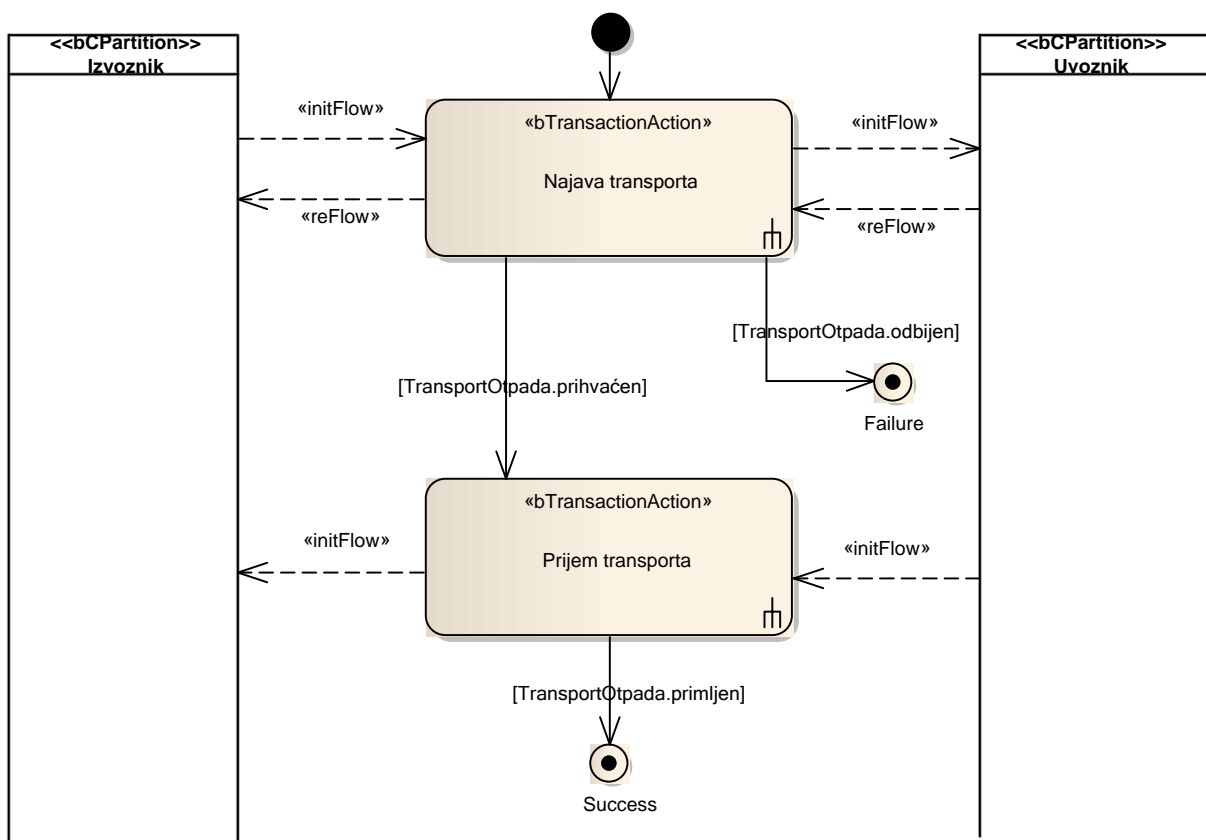 <<bCPartition>>
Izvoznik
<<bCPartition>>
Uvoznik
«initFlow»
«bTransactionAction»
«initFlow»
Najava transporta
«reFlow»
«reFlow»
[TransportOtpada.odbijen]
[TransportOtpada.prihvaćen]
Failure
«bTransactionAction»
«initFlow»
«initFlow»
Prijem transporta
[TransportOtpada.primljen]
Success